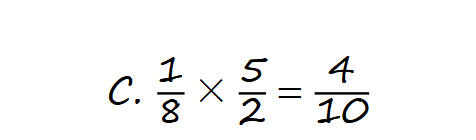 C. 1/8 × 5/2 = 4/10